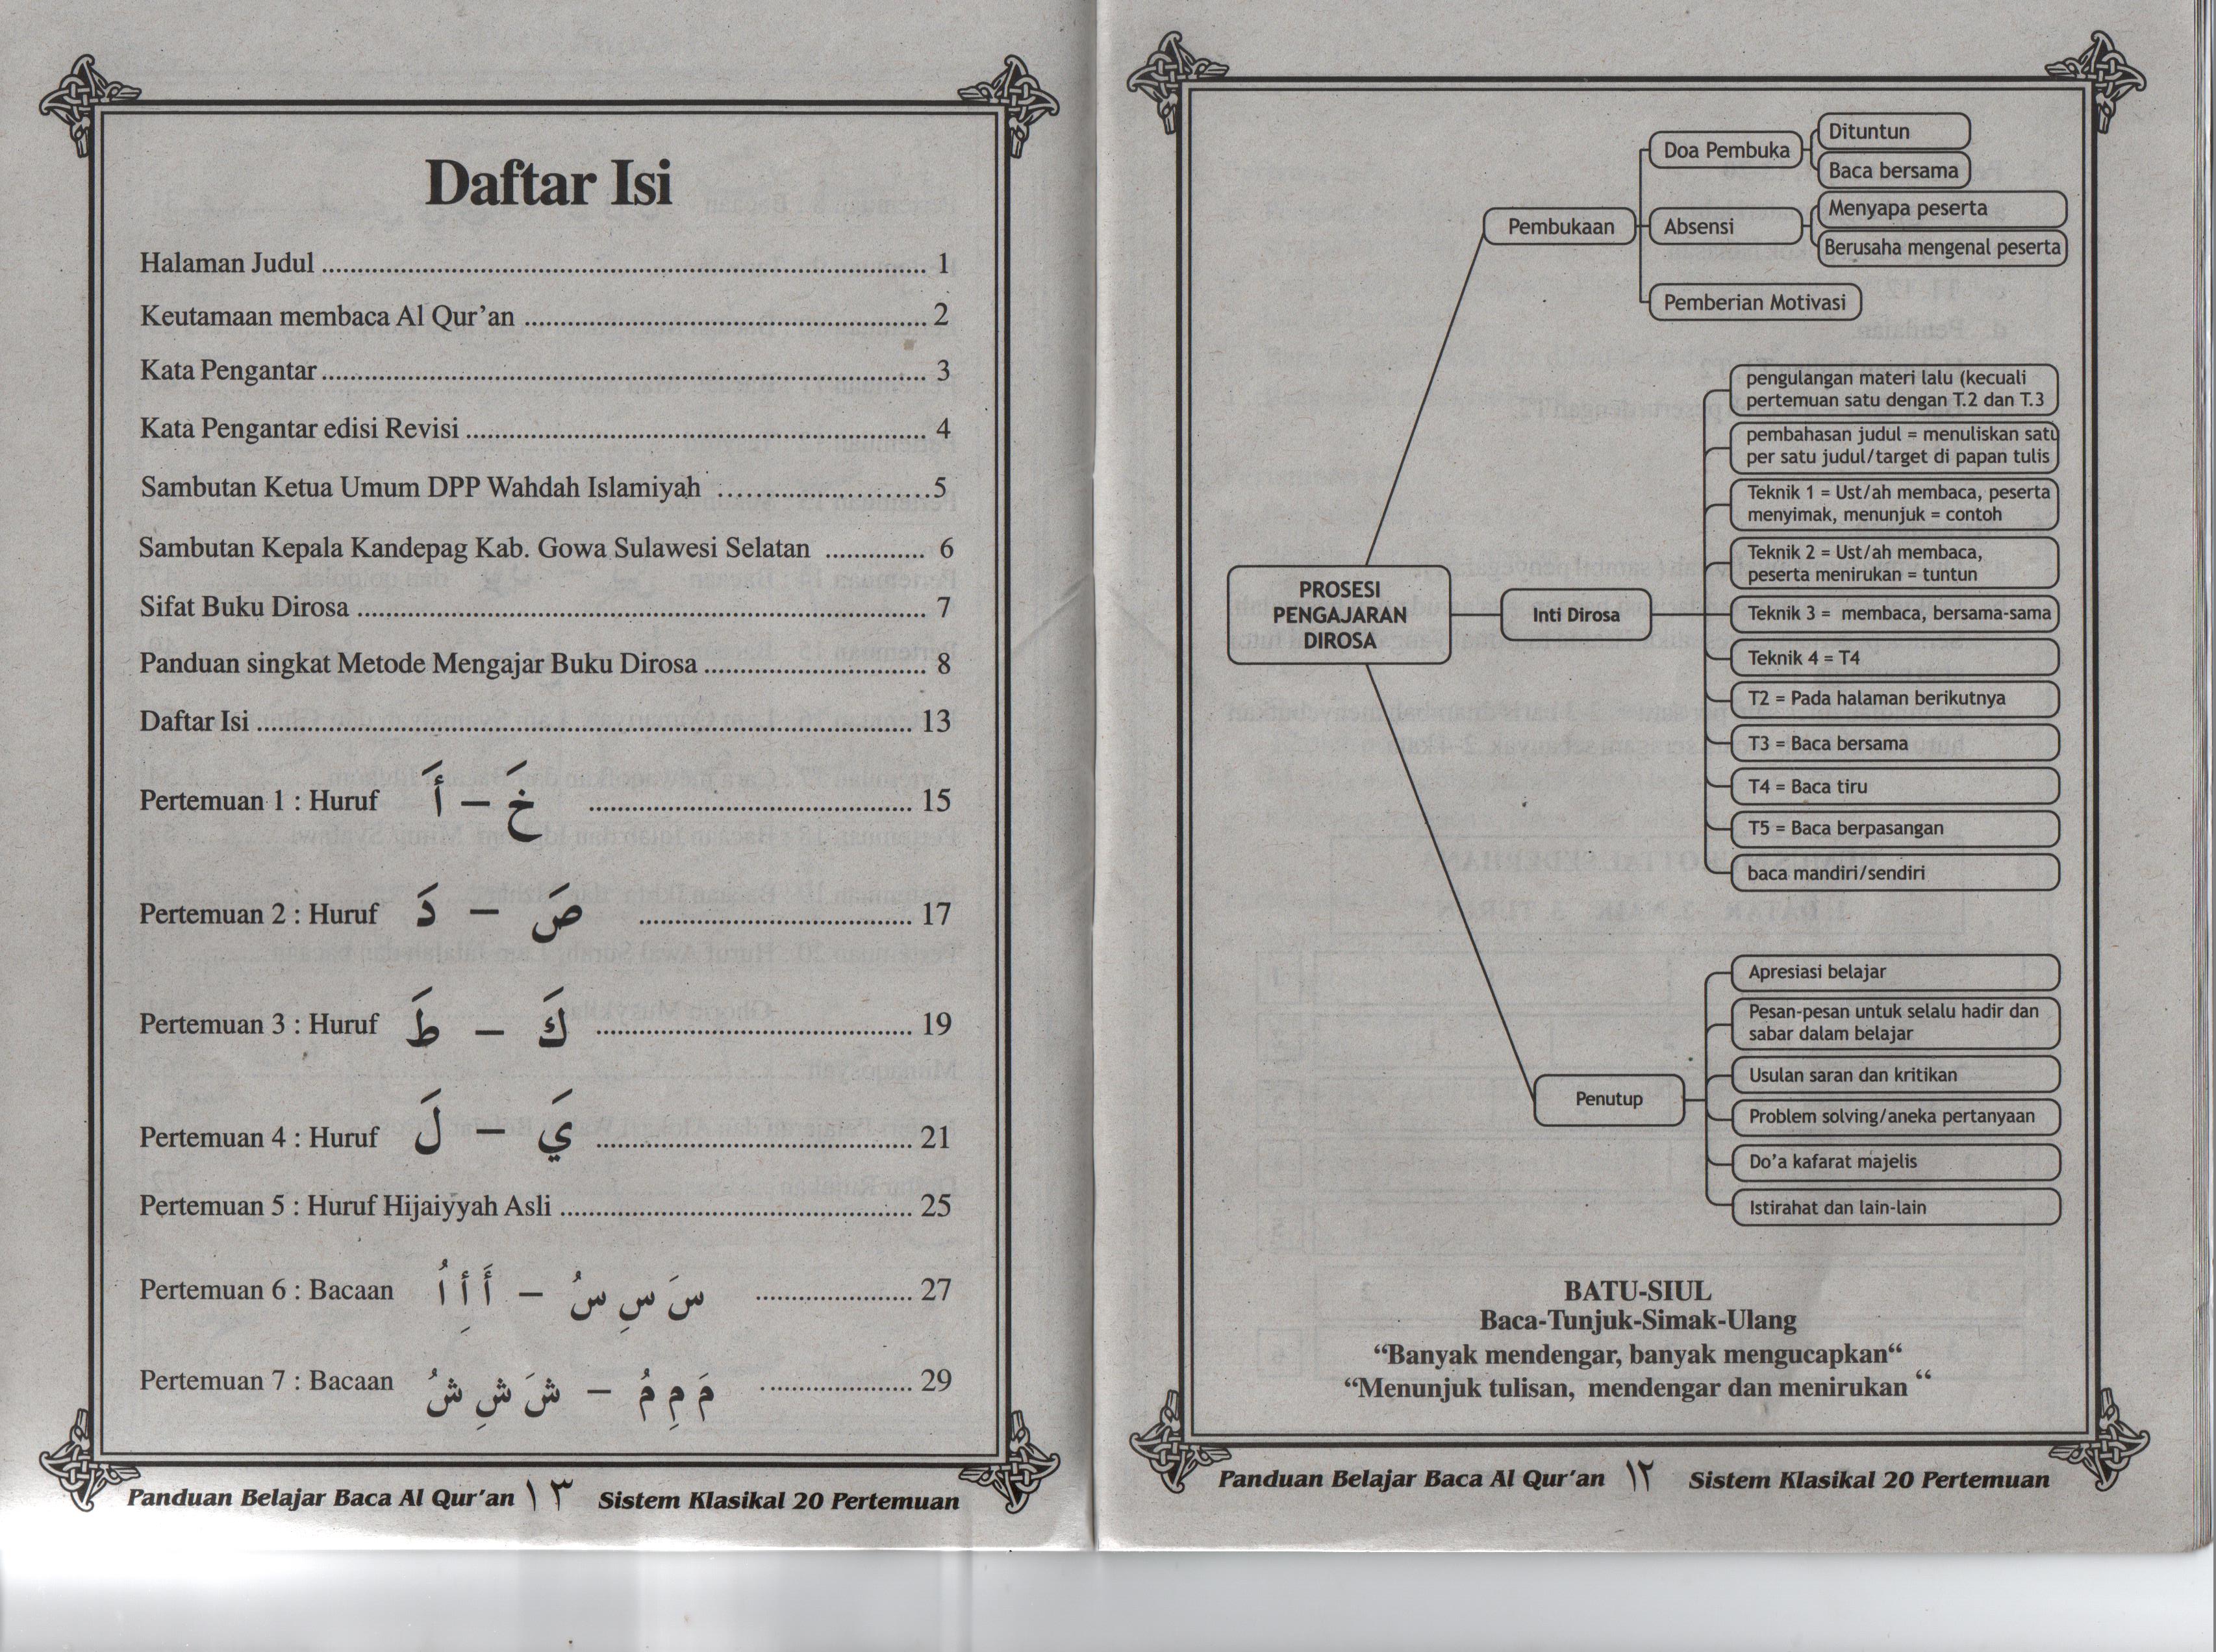 Daftar Isi
Halaman Judul ........................................ 1
Keutamaan membaca Al Qur'an ........................................ 2
Kata Pengantar ........................................ 3
Kata Pengantar edisi Revisi ........................................ 4
Sambutan Ketua Umum DPP Wahdah Islamiyah ........................ 5
Sambutan Kepala Kandepag Kab. Gowa Sulawesi Selatan ............. 6
Sifat Buku Dirosa ........................................ 7
Panduan singkat Metode Mengajar Buku Dirosa ........................ 8
Daftar Isi ........................................ 13
Pertemuan 1 : Huruf أَ – خَ ........................................ 15
Pertemuan 2 : Huruf دَ – صَ ........................................ 17
Pertemuan 3 : Huruf طَ – كَ ........................................ 19
Pertemuan 4 : Huruf لَ – يَ ........................................ 21
Pertemuan 5 : Huruf Hijaiyyah Asli ........................................ 25
Pertemuan 6 : Bacaan أَ إِ أُ – سَ سِ سُ ..................... 27
Pertemuan 7 : Bacaan شَ شِ شُ – مَ مِ مُ ..................... 29
Panduan Belajar Baca Al Qur'an ١٣ Sistem Klasikal 20 Pertemuan
PROSESI
PENGAJARAN
DIROSA
Pembukaan
Doa Pembuka
Dituntun
Baca bersama
Absensi
Menyapa peserta
Berusaha mengenal peserta
Pemberian Motivasi
Inti Dirosa
pengulangan materi lalu (kecuali
pertemuan satu dengan T.2 dan T.3
pembahasan judul = menuliskan satu
per satu judul/target di papan tulis
Teknik 1 = Ust/ah membaca, peserta
menyimak, menunjuk = contoh
Teknik 2 = Ust/ah membaca,
peserta menirukan = tuntun
Teknik 3 = membaca, bersama-sama
Teknik 4 = T4
T2 = Pada halaman berikutnya
T3 = Baca bersama
T4 = Baca tiru
T5 = Baca berpasangan
baca mandiri/sendiri
Penutup
Apresiasi belajar
Pesan-pesan untuk selalu hadir dan
sabar dalam belajar
Usulan saran dan kritikan
Problem solving/aneka pertanyaan
Do'a kafarat majelis
Istirahat dan lain-lain
BATU-SIUL
Baca-Tunjuk-Simak-Ulang
“Banyak mendengar, banyak mengucapkan“
“Menunjuk tulisan, mendengar dan menirukan “
Panduan Belajar Baca Al Qur'an ١٢ Sistem Klasikal 20 Pertemuan